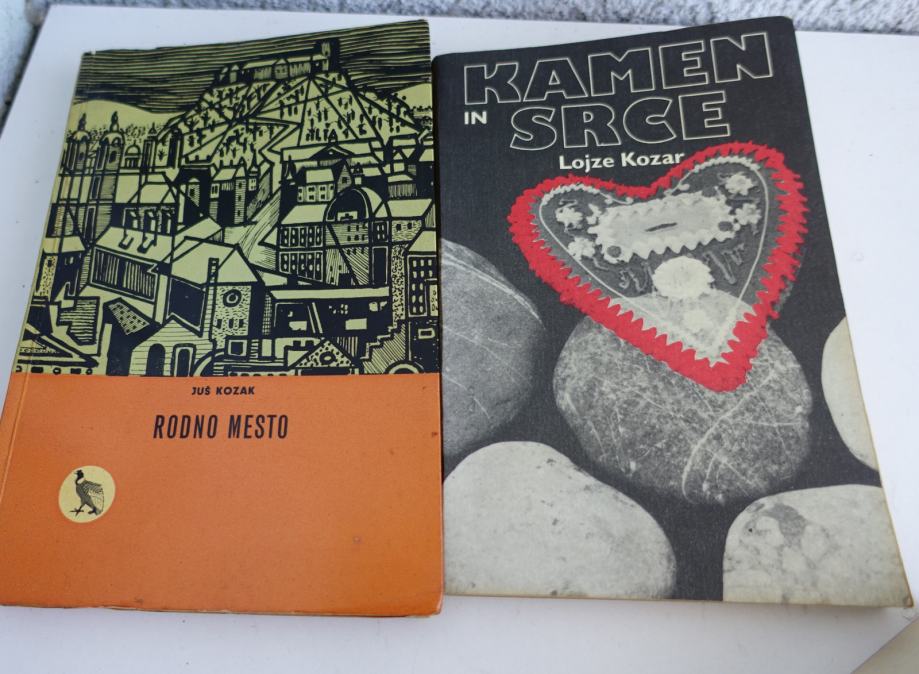 JUŠ KOZAK
RODNO MESTO
KAMEN
IN SRCE
Lojze Kozar